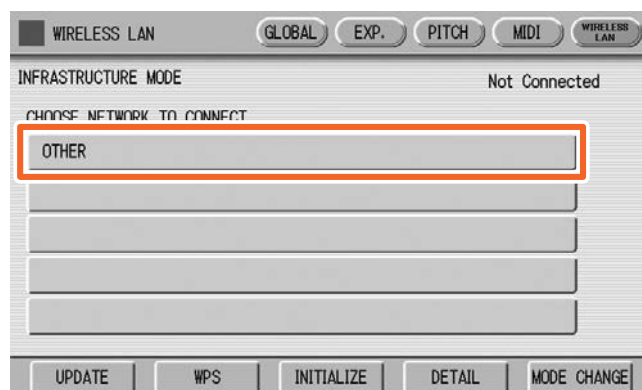 WIRELESS LAN GLOBAL EXP. PITCH MIDI WIRELESS LAN
INFRASTRUCTURE MODE Not Connected
CHOOSE NETWORK TO CONNECT
OTHER
UPDATE WPS INITIALIZE DETAIL MODE CHANGE